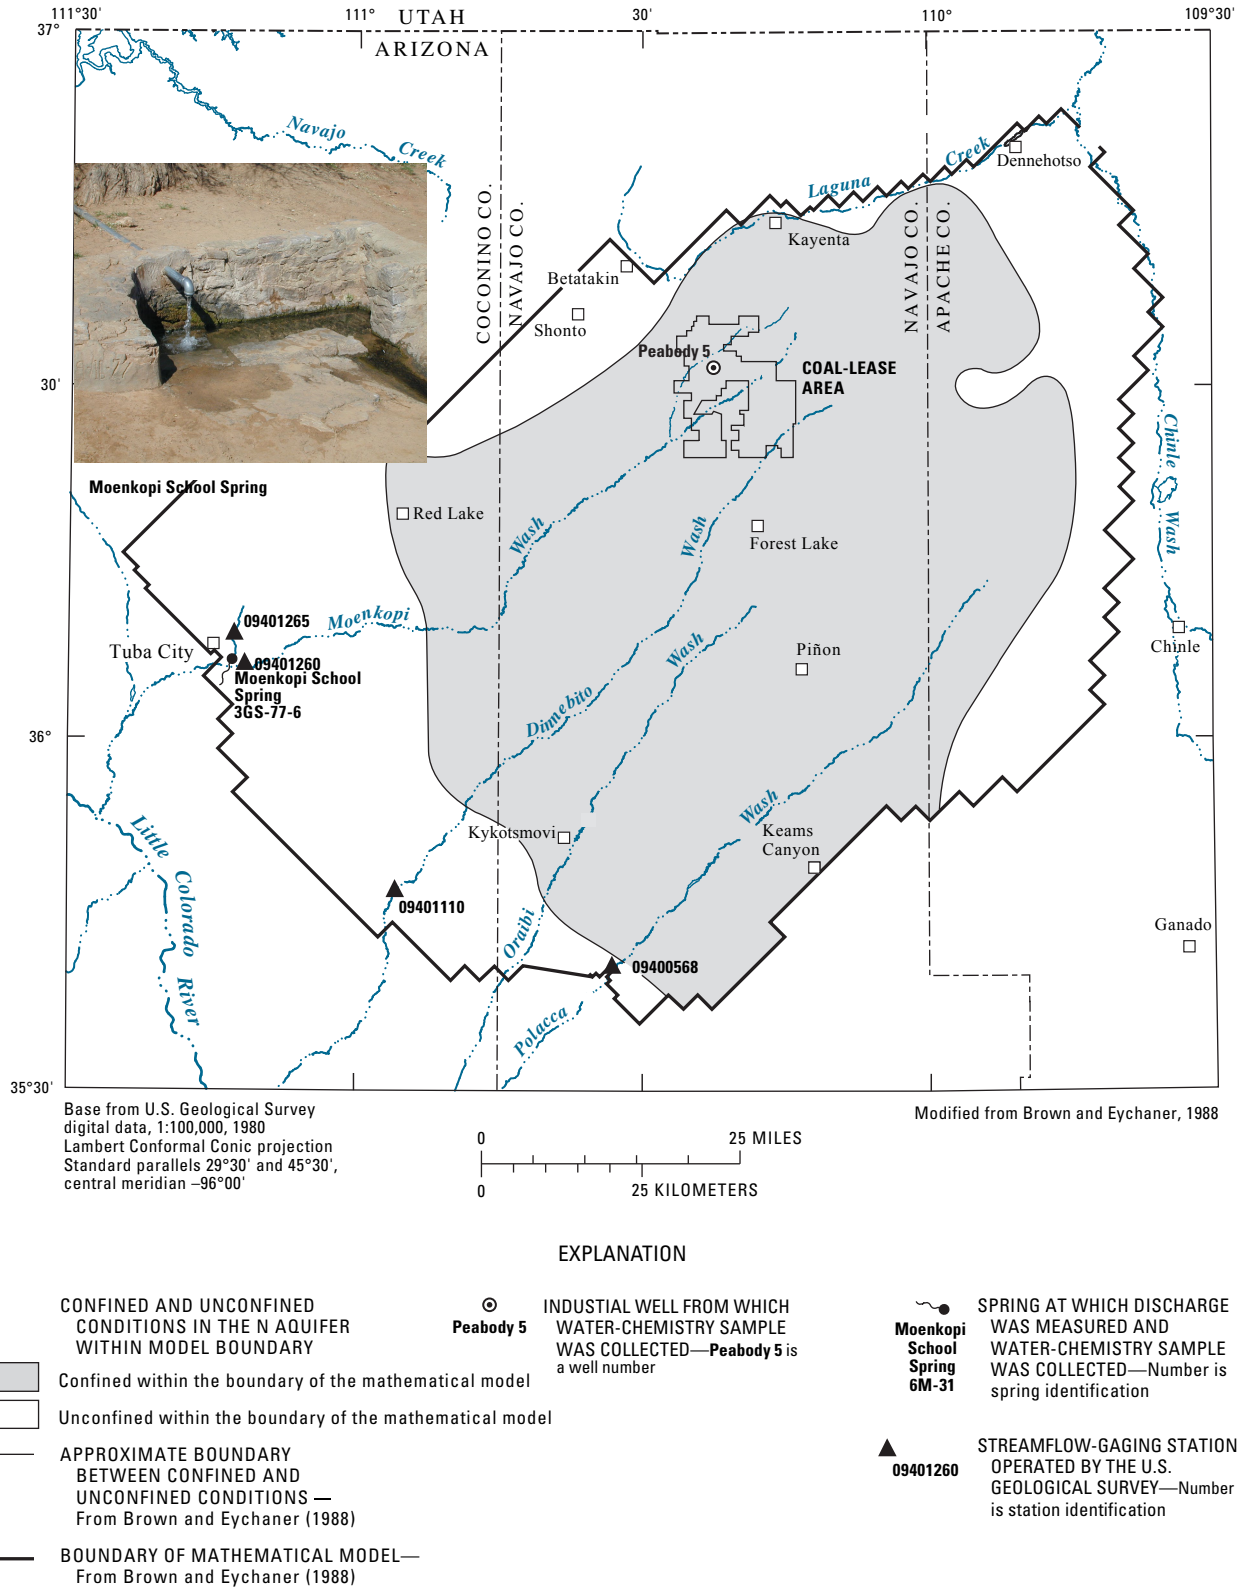 111°30'
111°
UTAH
30'
110°
109°30'
37°
ARIZONA
Navajo
Creek
Creek
Dennehotso
Laguna
COCONINO CO.
NAVAJO CO.
NAVAJO CO.
APACHE CO.
Kayenta
Betatakin
Shonto
Peabody 5
COAL-LEASE
AREA
30'
Chinle
Wash
Moenkopi School Spring
Red Lake
Wash
Wash
Forest Lake
09401265
Moenkopi
Tuba City
09401260
Moenkopi School
Spring
3GS-77-6
Wash
Piñon
Chinle
Dinnebito
36°
Wash
Little
Colorado
River
Kykotsmovi
Keams
Canyon
09401110
Oraibi
Ganado
09400568
Polacca
35°30'
Base from U.S. Geological Survey
digital data, 1:100,000, 1980
Lambert Conformal Conic projection
Standard parallels 29°30' and 45°30',
central meridian –96°00'
Modified from Brown and Eychaner, 1988
0
25 MILES
0
25 KILOMETERS
EXPLANATION
CONFINED AND UNCONFINED
CONDITIONS IN THE N AQUIFER
WITHIN MODEL BOUNDARY
Confined within the boundary of the mathematical model
Unconfined within the boundary of the mathematical model
APPROXIMATE BOUNDARY
BETWEEN CONFINED AND
UNCONFINED CONDITIONS —
From Brown and Eychaner (1988)
BOUNDARY OF MATHEMATICAL MODEL—
From Brown and Eychaner (1988)
Peabody 5
INDUSTIAL WELL FROM WHICH
WATER-CHEMISTRY SAMPLE
WAS COLLECTED—Peabody 5 is
a well number
Moenkopi
School
Spring
6M-31
SPRING AT WHICH DISCHARGE
WAS MEASURED AND
WATER-CHEMISTRY SAMPLE
WAS COLLECTED—Number is
spring identification
09401260
STREAMFLOW-GAGING STATION
OPERATED BY THE U.S.
GEOLOGICAL SURVEY—Number
is station identification